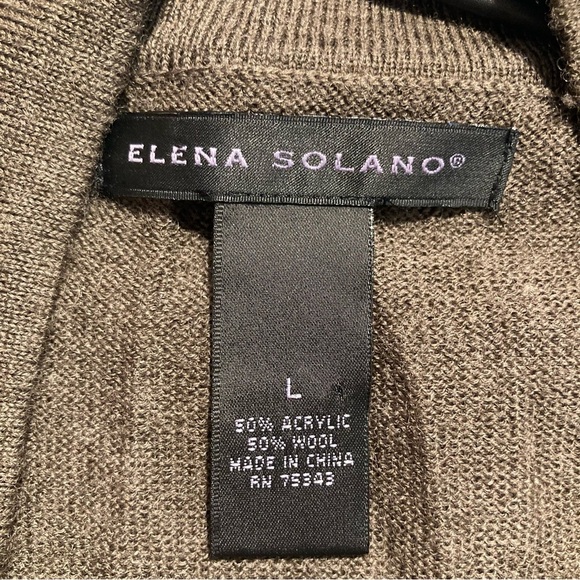 ELENA SOLANO®
L
50% ACRYLIC
50% WOOL
MADE IN CHINA
RN 75343